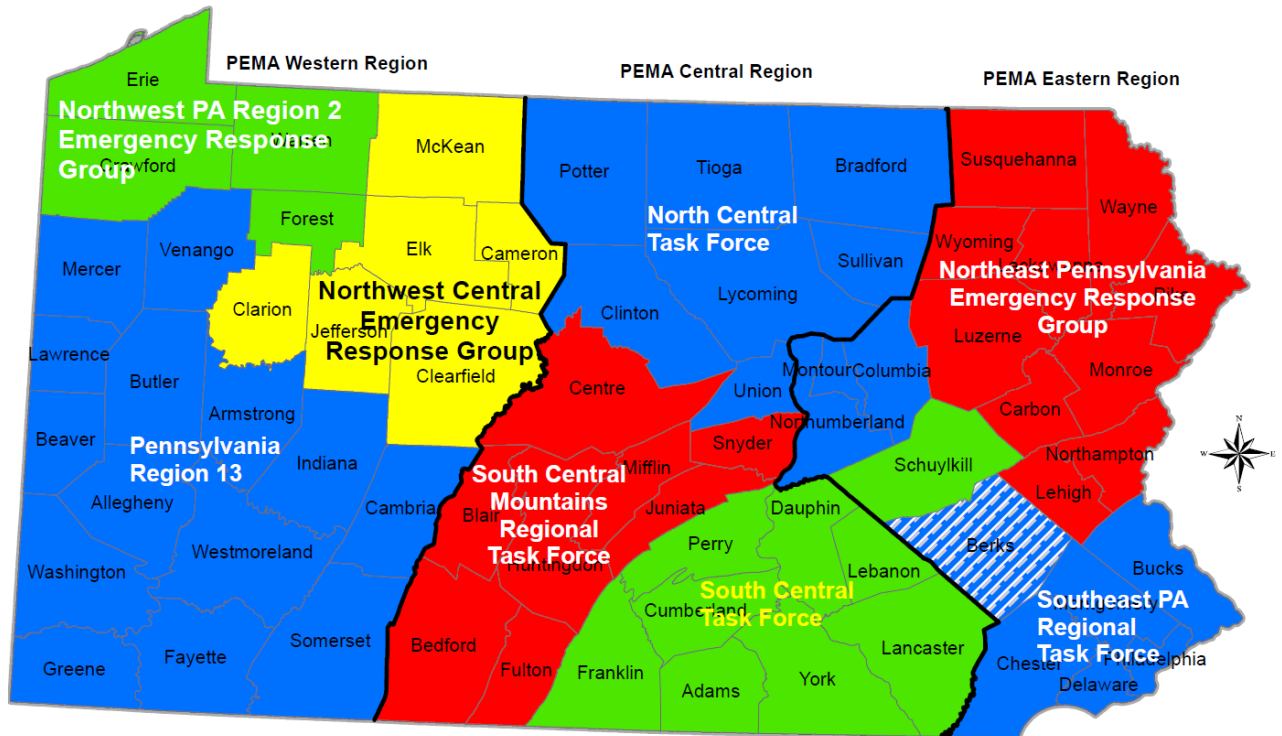 PEMA Western Region
PEMA Central Region
PEMA Eastern Region
Erie
Northwest PA Region 2
Emergency Response
Group
Warren
Crawford
McKean
Forest
Potter
Tioga
Bradford
Susquehanna
Wayne
North Central
Task Force
Venango
Mercer
Elk
Cameron
Sullivan
Wyoming
Lackawanna
Northeast Pennsylvania
Emergency Response
Group
Pike
Clarion
Northwest Central
Emergency
Response Group
Jefferson
Clearfield
Clinton
Lycoming
Luzerne
Lawrence
Butler
Armstrong
Centre
Union
Montour
Columbia
Monroe
Carbon
Beaver
Pennsylvania
Region 13
Indiana
Northumberland
Snyder
Schuylkill
Northampton
Lehigh
Allegheny
Cambria
South Central
Mountains
Regional
Task Force
Mifflin
Blair
Juniata
Huntingdon
Dauphin
Perry
Berks
Bucks
Westmoreland
Washington
Lebanon
Cumberland
South Central
Task Force
Southeast PA
Regional
Task Force
Montgomery
Greene
Fayette
Somerset
Bedford
Fulton
Franklin
Adams
York
Lancaster
Chester
Philadelphia
Delaware
N
W
E
S